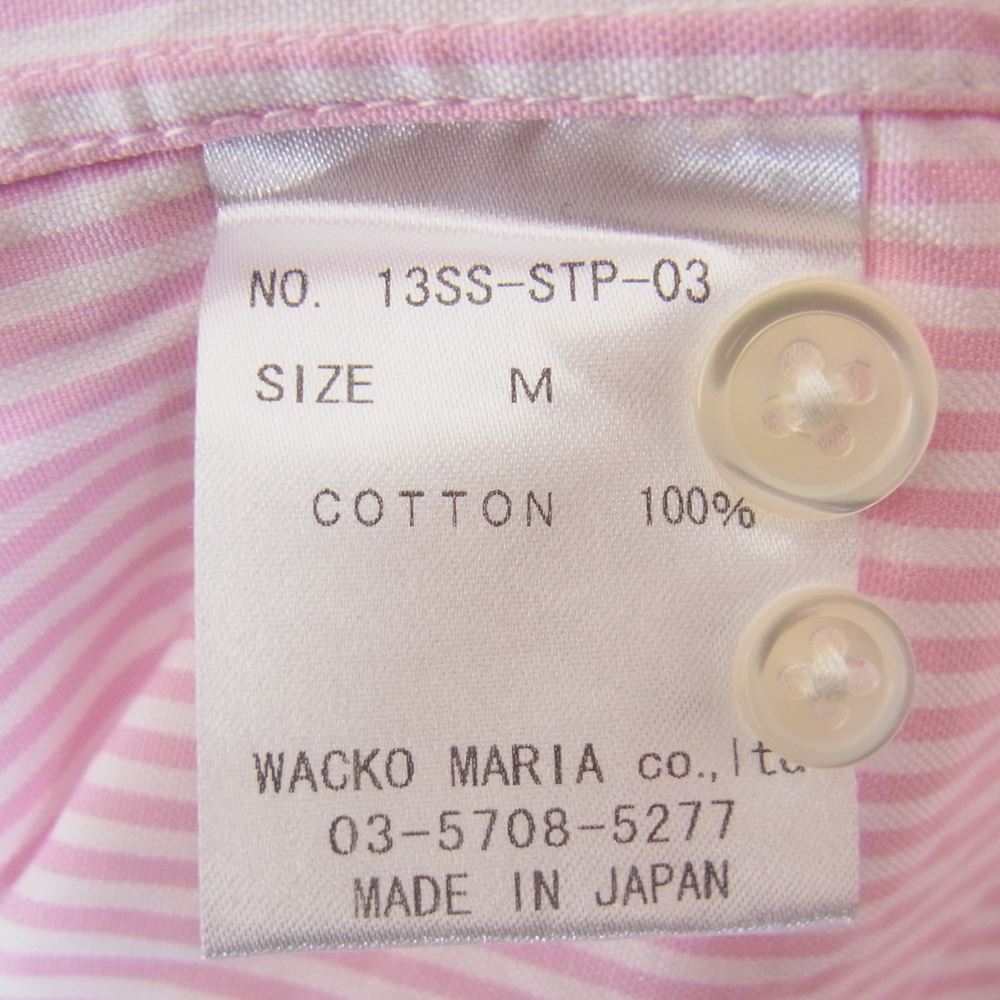 NO. 13SS-STP-03
SIZE M
COTTON 100%
WACKO MARIA co.,ltd
03-5708-5277
MADE IN JAPAN